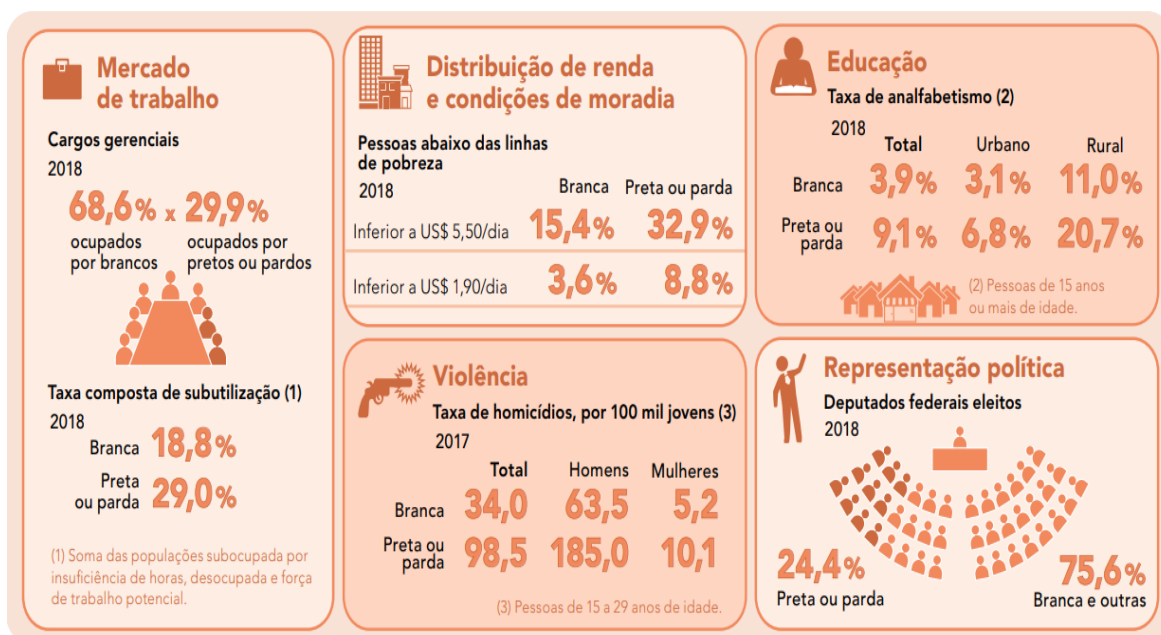 Mercado
de trabalho
Cargos gerenciais
2018
68,6% x 29,9%
ocupados
por brancos
ocupados por
pretos ou pardos
Taxa composta de subutilização (1)
2018
Branca 18,8%
Preta
ou parda 29,0%
(1) Soma das populações subocupada por
insuficiência de horas, desocupada e força
de trabalho potencial.
Distribuição de renda
e condições de moradia
Pessoas abaixo das linhas
de pobreza
2018 Branca Preta ou parda
Inferior a US$ 5,50/dia 15,4% 32,9%
Inferior a US$ 1,90/dia 3,6% 8,8%
Educação
Taxa de analfabetismo (2)
2018
Total Urbano Rural
Branca 3,9% 3,1% 11,0%
Preta ou
parda 9,1% 6,8% 20,7%
(2) Pessoas de 15 anos
ou mais de idade.
Violência
Taxa de homicídios, por 100 mil jovens (3)
2017
Total Homens Mulheres
Branca 34,0 63,5 5,2
Preta ou
parda 98,5 185,0 10,1
(3) Pessoas de 15 a 29 anos de idade.
Representação política
Deputados federais eleitos
2018
24,4%
Preta ou parda
75,6%
Branca e outras